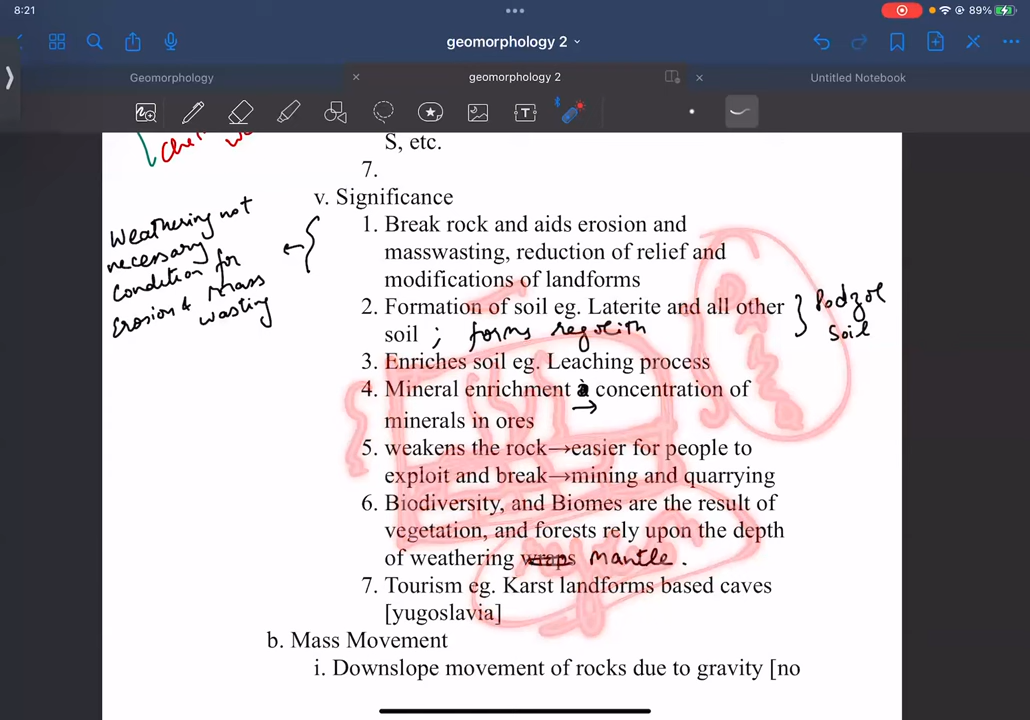 8:21
89%
geomorphology 2
Geomorphology
geomorphology 2
Untitled Notebook
S, etc.
7.
v. Significance
1. Break rock and aids erosion and
masswasting, reduction of relief and
modifications of landforms
Weathering not
necessary
Condition for
Erosion & Mass
wasting
2. Formation of soil eg. Laterite and all other
soil ; forms regolith
} Podzol
Soil
3. Enriches soil eg. Leaching process
4. Mineral enrichment → concentration of
minerals in ores
5. weakens the rock→easier for people to
exploit and break→mining and quarrying
6. Biodiversity, and Biomes are the result of
vegetation, and forests rely upon the depth
of weathering Mantle.
7. Tourism eg. Karst landforms based caves
[yugoslavia]
b. Mass Movement
i. Downslope movement of rocks due to gravity [no